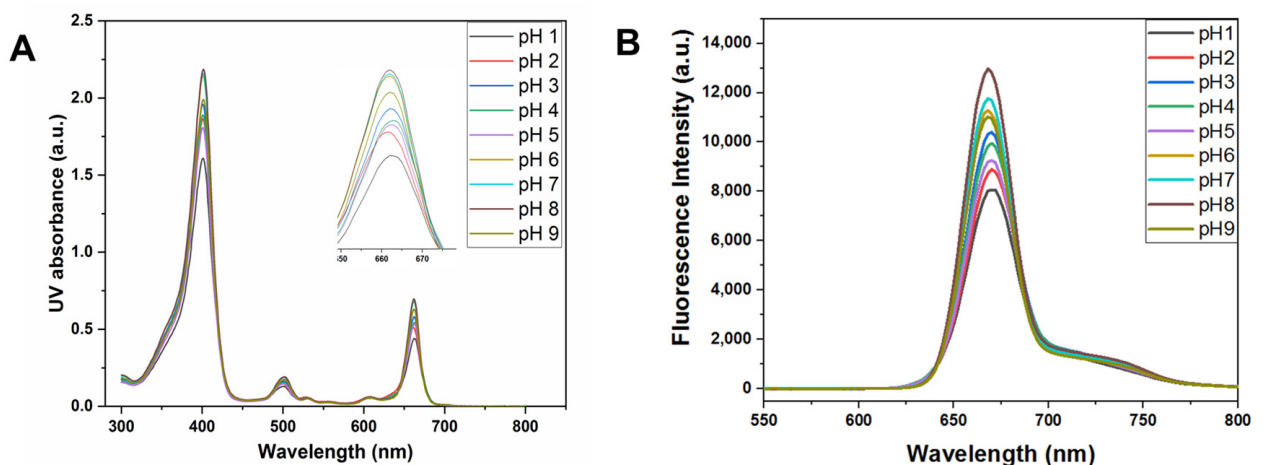 A
UV absorbance (a.u.)
2.5
2.0
1.5
1.0
0.5
0.0
300
400
500
600
700
800
Wavelength (nm)
pH 1
pH 2
pH 3
pH 4
pH 5
pH 6
pH 7
pH 8
pH 9
660
670
B
Fluorescence Intensity (a.u.)
14,000
12,000
10,000
8,000
6,000
4,000
2,000
0
550
600
650
700
750
800
Wavelength (nm)
pH1
pH2
pH3
pH4
pH5
pH6
pH7
pH8
pH9